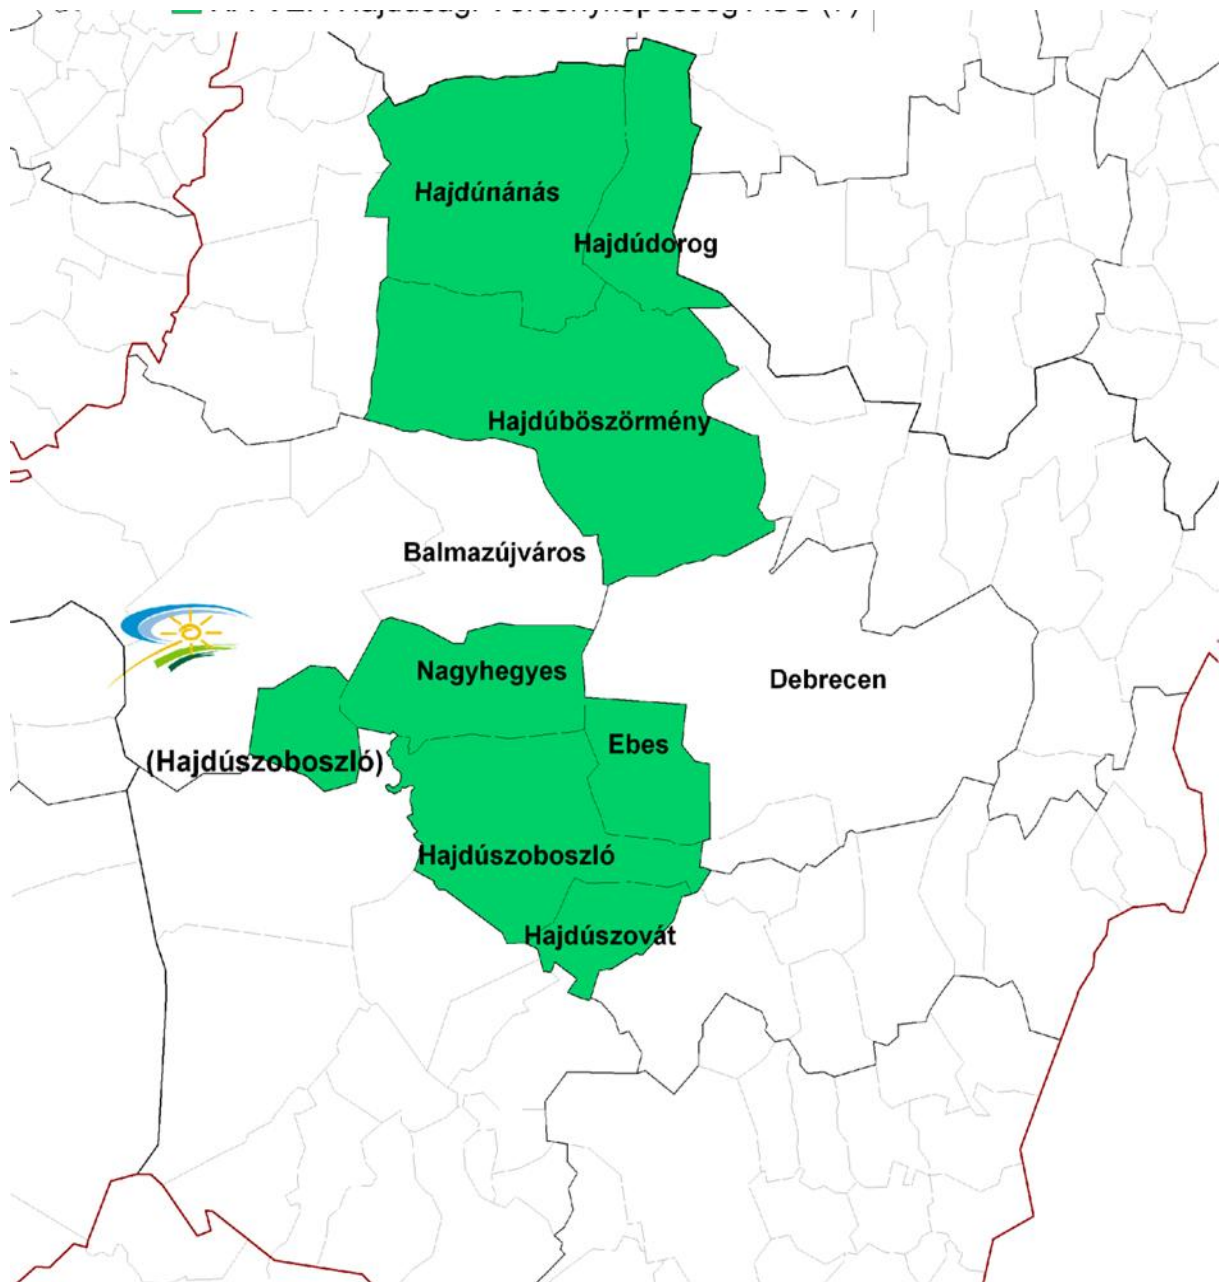 Hajdúnánás
Hajdúdorog
Hajdúböszörmény
Balmazújváros
Nagyhegyes
Debrecen
Ebes
(Hajdúszoboszló)
Hajdúszoboszló
Hajdúszovát